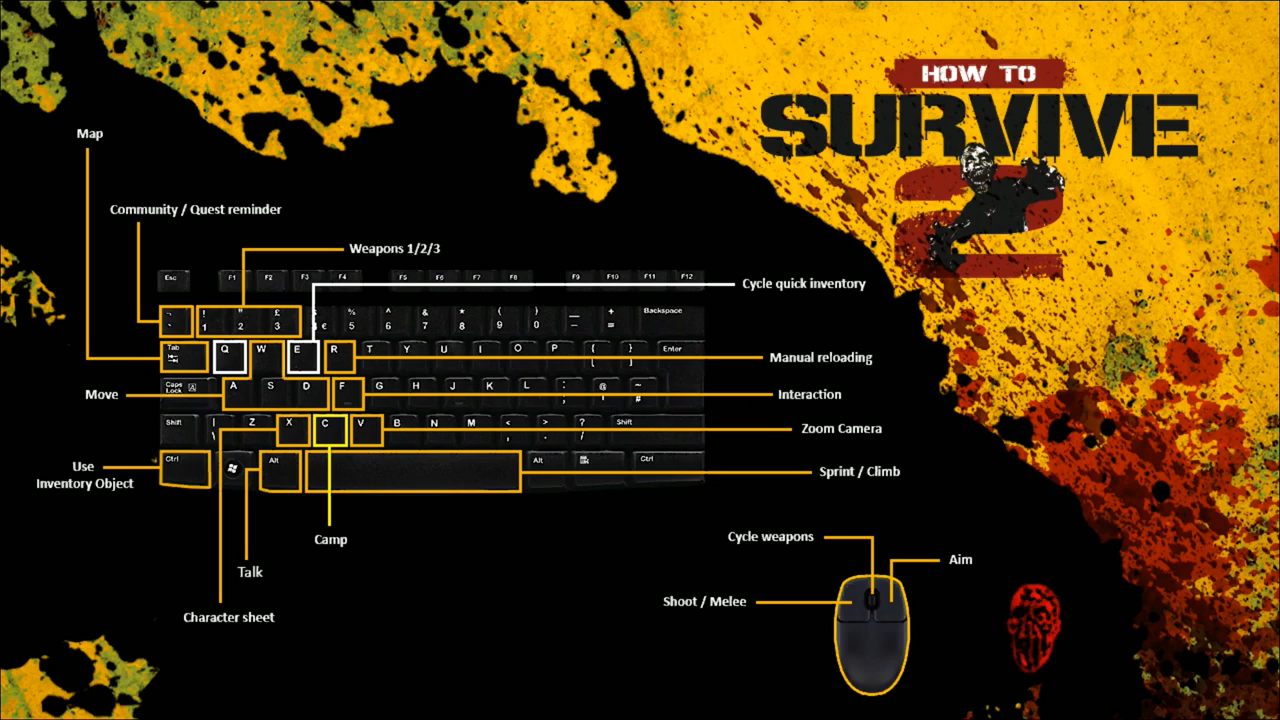 HOW TO
SURVIVE
2
Map
Community / Quest reminder
Weapons 1/2/3
Cycle quick inventory
Manual reloading
Move
Interaction
Zoom Camera
Use
Inventory Object
Sprint / Climb
Camp
Talk
Character sheet
Cycle weapons
Aim
Shoot / Melee
Esc F1 F2 F3 F4 F5 F6 F7 F8 F9 F10 F11 F12
! " £ % ^ & * ( ) _ + Backspace
1 2 3 € 5 6 7 8 9 0 =
Tab Q W E R T Y U I O P { } Enter
[ ]
Caps Lock A S D F G H J K L : @ ~
; ' #
Shift | Z X C V B N M < > ? Shift
\ , . /
Ctrl Alt Alt Ctrl